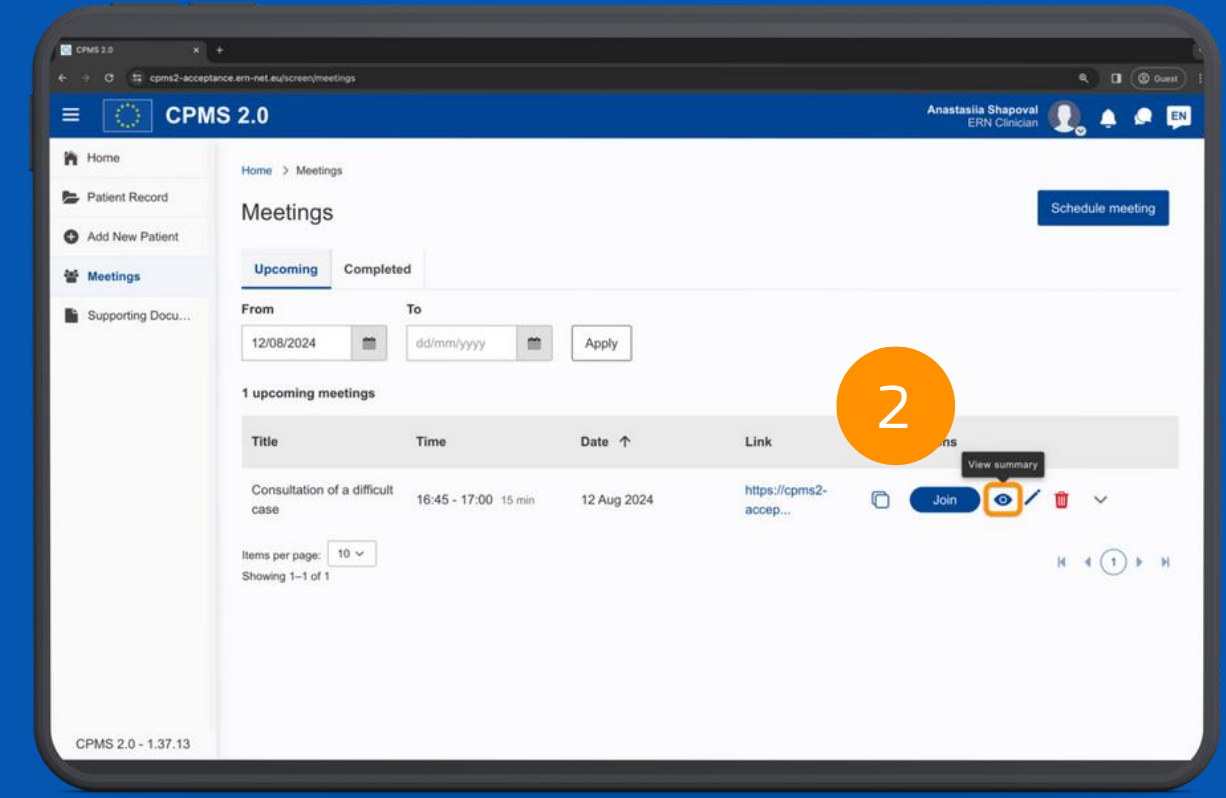 CPMS 2.0
cpms2-acceptance.ern-net.eu/screen/meetings
Guest
CPMS 2.0
Anastasiia Shapoval
ERN Clinician
EN
Home
Patient Record
Add New Patient
Meetings
Supporting Docu...
CPMS 2.0 - 1.37.13
Home > Meetings
Meetings
Schedule meeting
Upcoming Completed
From To
12/08/2024 dd/mm/yyyy Apply
1 upcoming meetings
2
Title Time Date Link ns
View summary
Consultation of a difficult
case
16:45 - 17:00 15 min 12 Aug 2024
https://cpms2-
accep...
Join
Items per page: 10
Showing 1–1 of 1
1